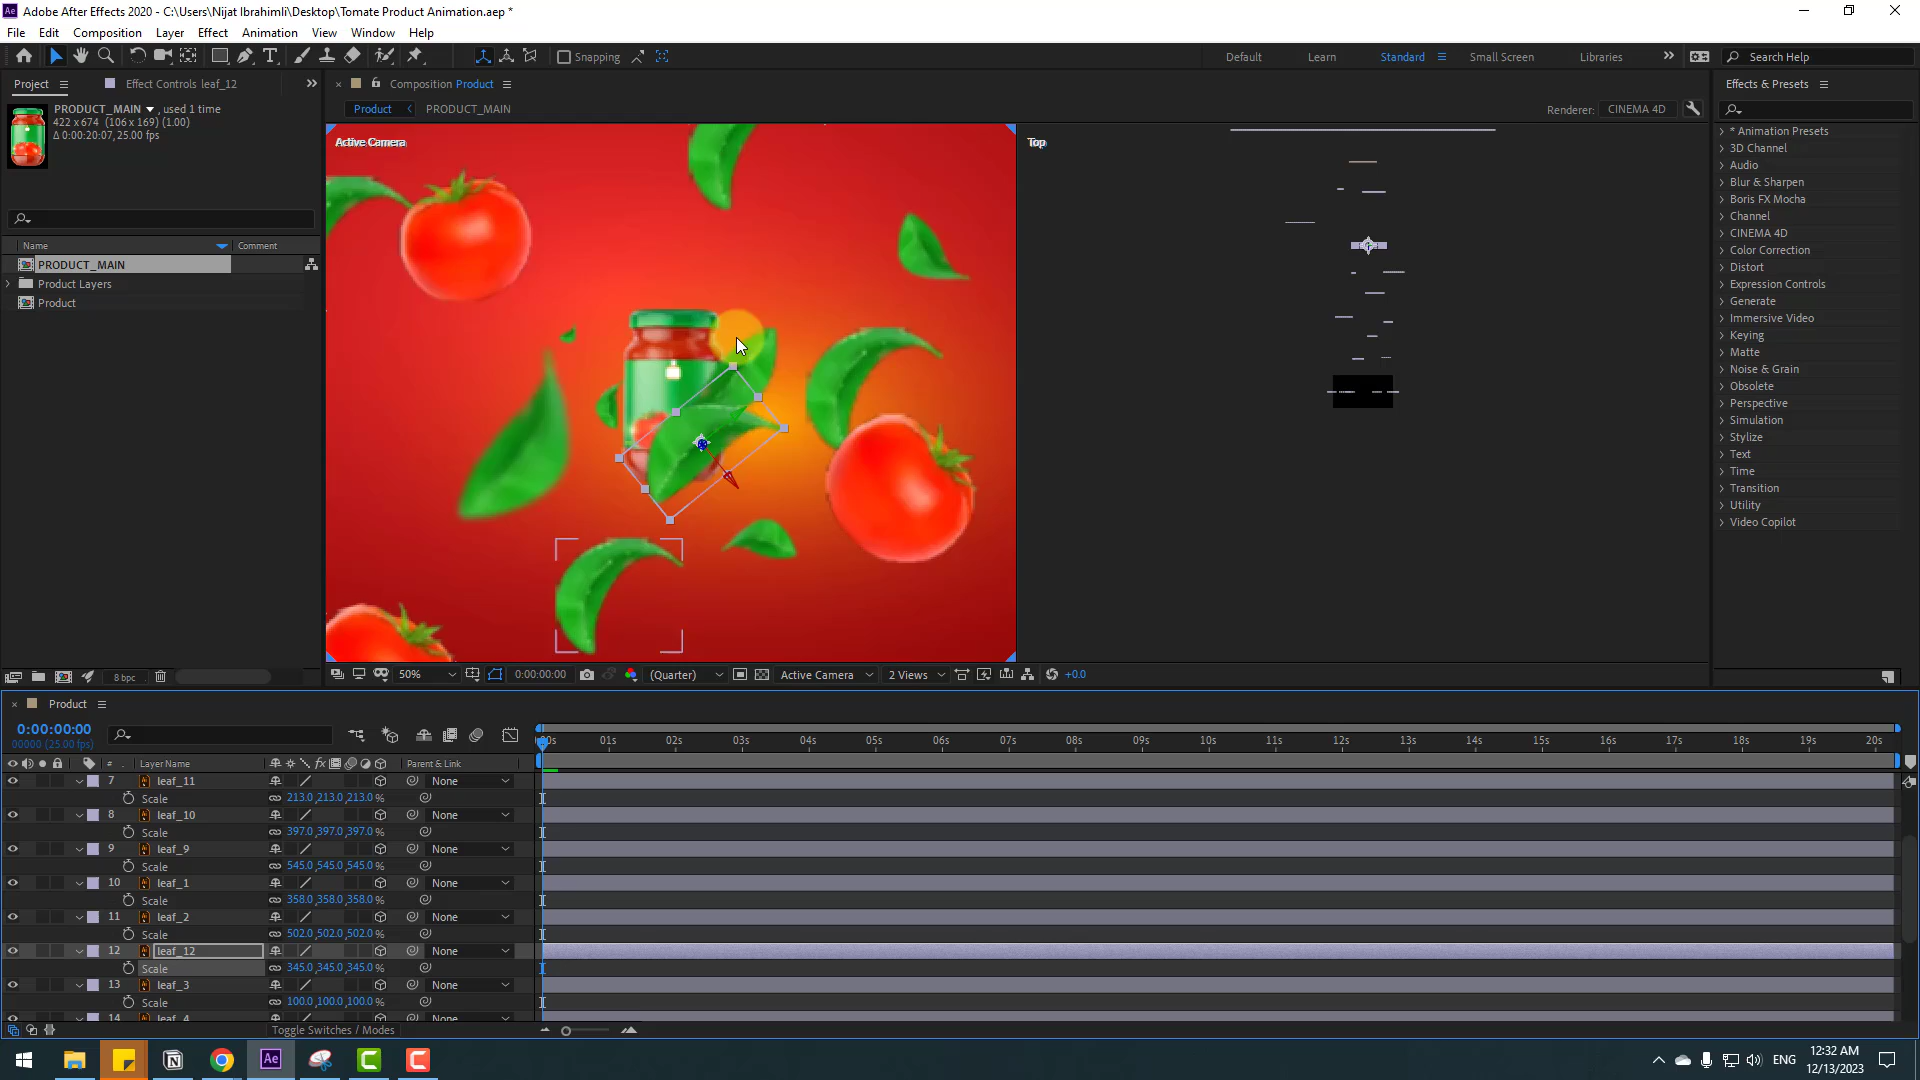 Adobe After Effects 2020 - C:\Users\Nijat Ibrahimli\Desktop\Tomate Product Animation.aep *
File Edit Composition Layer Effect Animation View Window Help
Snapping
Default Learn Standard Small Screen Libraries
Search Help
Project Effect Controls leaf_12
PRODUCT_MAIN , used 1 time
422 x 674 (106 x 169) (1.00)
Δ 0:00:20:07, 25.00 fps
Name Comment
PRODUCT_MAIN
Product Layers
Product
Composition Product
Product PRODUCT_MAIN
Renderer: CINEMA 4D
Active Camera
Top
50% 0:00:00:00 (Quarter) Active Camera 2 Views +0.0
8 bpc
Effects & Presets
* Animation Presets
3D Channel
Audio
Blur & Sharpen
Boris FX Mocha
Channel
CINEMA 4D
Color Correction
Distort
Expression Controls
Generate
Immersive Video
Keying
Matte
Noise & Grain
Obsolete
Perspective
Simulation
Stylize
Text
Time
Transition
Utility
Video Copilot
Product
0:00:00:00
00000 (25.00 fps)
# Layer Name Parent & Link
01s 02s 03s 04s 05s 06s 07s 08s 09s 10s 11s 12s 13s 14s 15s 16s 17s 18s 19s 20s
7 leaf_11 None
Scale 213.0,213.0,213.0 %
8 leaf_10 None
Scale 397.0,397.0,397.0 %
9 leaf_9 None
Scale 545.0,545.0,545.0 %
10 leaf_1 None
Scale 358.0,358.0,358.0 %
11 leaf_2 None
Scale 502.0,502.0,502.0 %
12 leaf_12 None
Scale 345.0,345.0,345.0 %
13 leaf_3 None
Scale 100.0,100.0,100.0 %
14 leaf_4 None
Toggle Switches / Modes
ENG
12:32 AM
12/13/2023